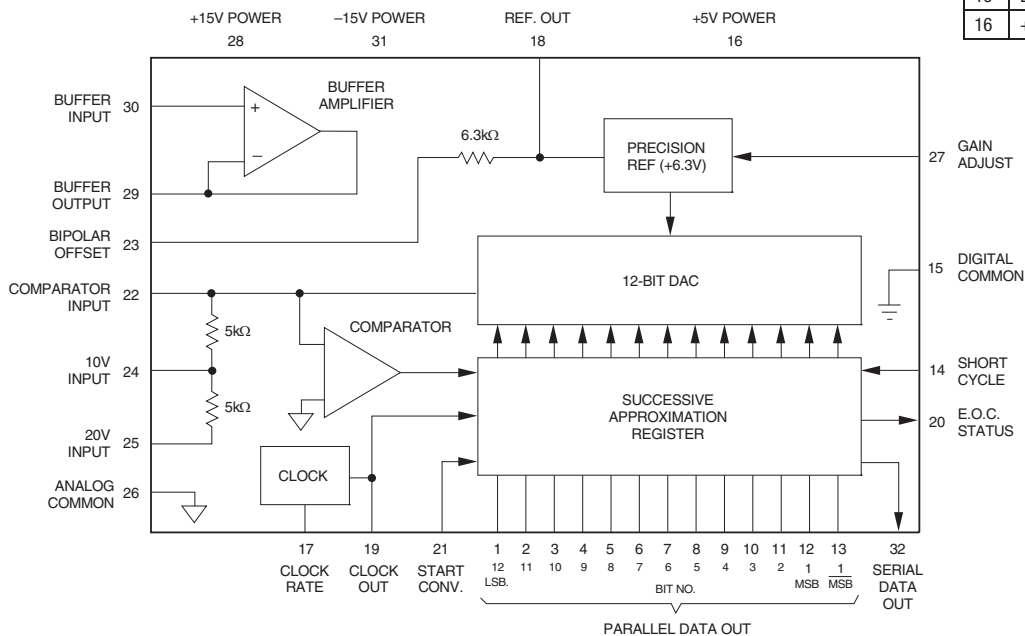 +15V POWER
–15V POWER
REF. OUT
+5V POWER
28
31
18
16
16
+
BUFFER
INPUT
30
BUFFER
AMPLIFIER
+
–
6.3kΩ
PRECISION
REF (+6.3V)
27
GAIN
ADJUST
BUFFER
OUTPUT
29
BIPOLAR
OFFSET
23
12-BIT DAC
15
DIGITAL
COMMON
COMPARATOR
INPUT
22
5kΩ
COMPARATOR
10V
INPUT
24
5kΩ
SUCCESSIVE
APPROXIMATION
REGISTER
14
SHORT
CYCLE
20
E.O.C.
STATUS
20V
INPUT
25
CLOCK
ANALOG
COMMON
26
17
CLOCK
RATE
19
CLOCK
OUT
21
START
CONV.
1 2 3 4 5 6 7 8 9 10 11 12 13
12 11 10 9 8 7 6 5 4 3 2 1 1
LSB.
BIT NO.
MSB
MSB
32
SERIAL
DATA
OUT
PARALLEL DATA OUT